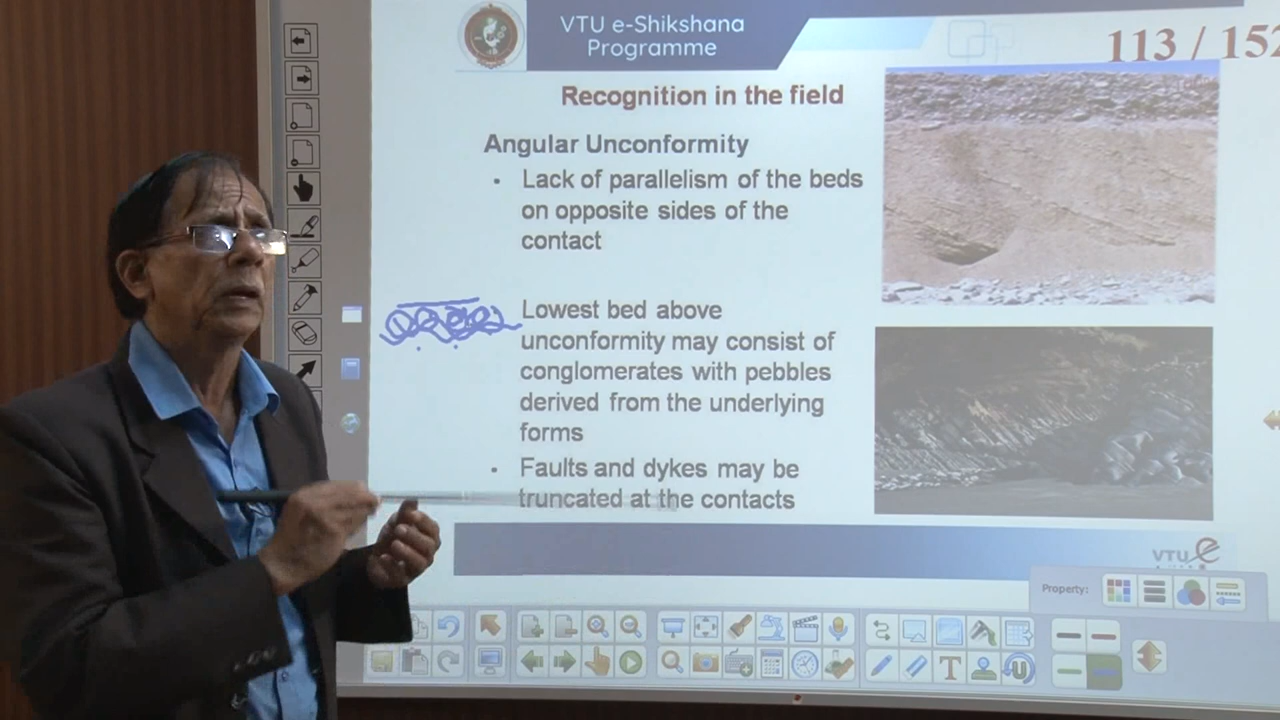 VTU e-Shikshana
Programme
113 / 152
Recognition in the field
Angular Unconformity
• Lack of parallelism of the beds
on opposite sides of the
contact
Lowest bed above
unconformity may consist of
conglomerates with pebbles
derived from the underlying
forms
• Faults and dykes may be
truncated at the contacts
VTU e
Property: